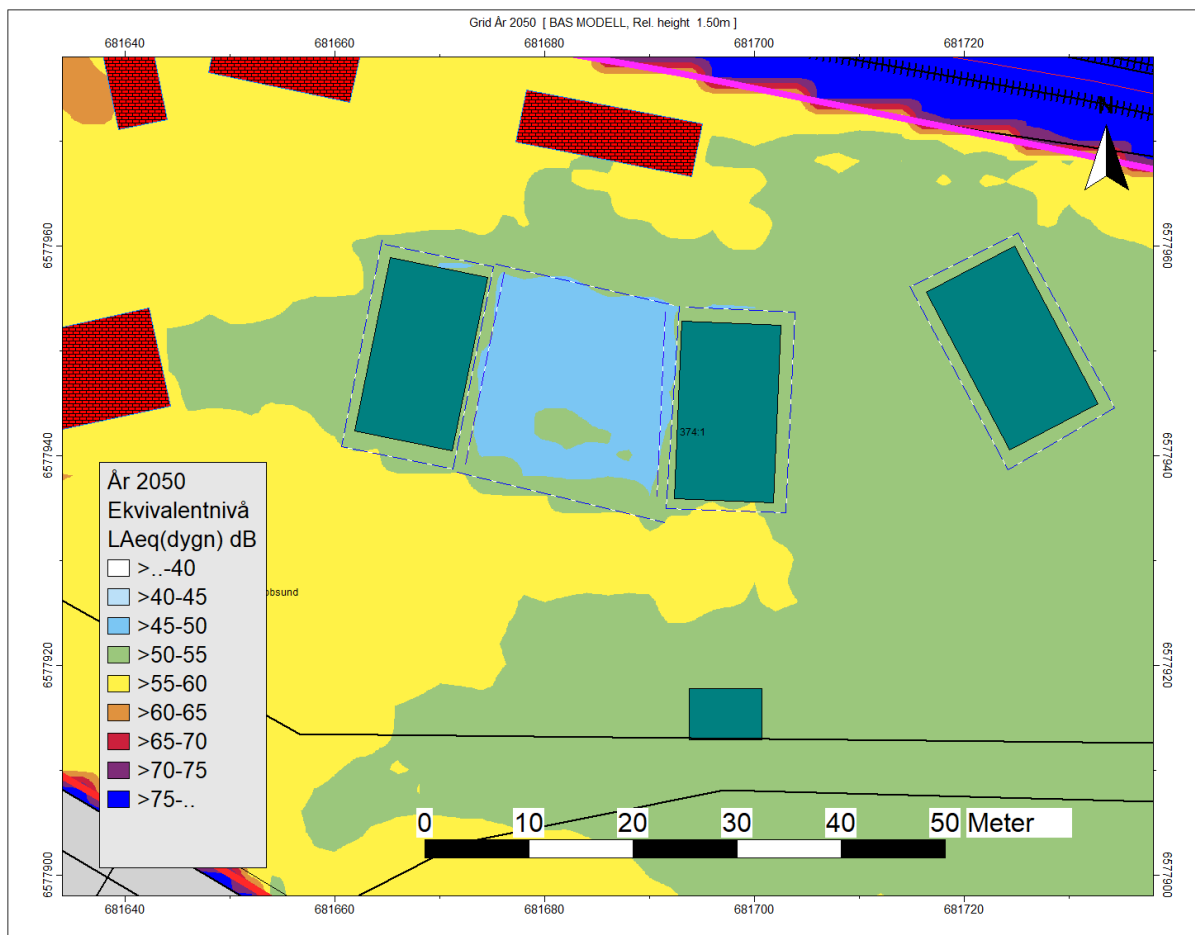 Grid År 2050 [ BAS MODELL, Rel. height 1.50m ]
681640 681660 681680 681700 681720
6577960 6577960
N
374:1
6577940 6577940
År 2050
Ekvivalentnivå
LAeq(dygn) dB
>..-40
>40-45
>45-50
>50-55
>55-60
>60-65
>65-70
>70-75
>75-..
obsund
6577920 6577920
0 10 20 30 40 50 Meter
6577900 6577900
681640 681660 681680 681700 681720